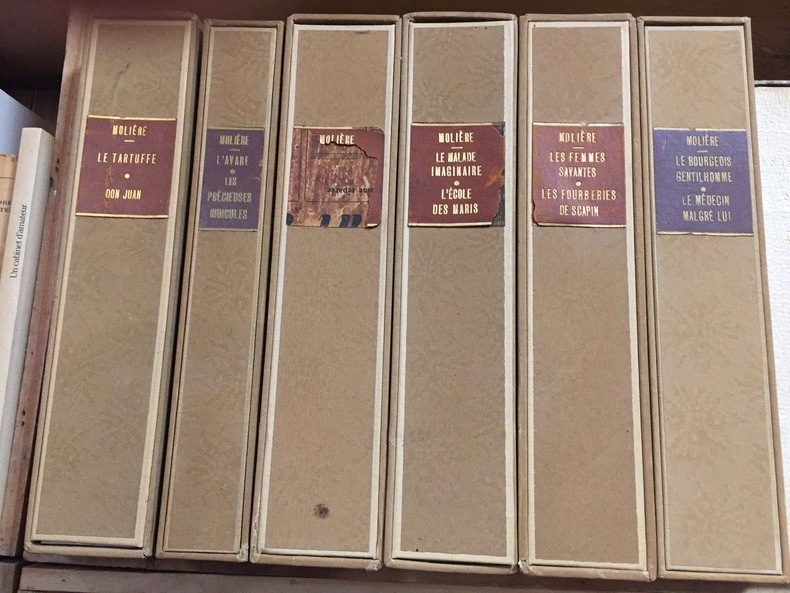 Un cabinet d'amateur
MOLIÈRE
LE TARTUFFE
DON JUAN
MOLIÈRE
L'AVARE
LES
PRÉCIEUSES
RIDICULES
MOLIÈRE
MOLIÈRE
LE MALADE
IMAGINAIRE
L'ÉCOLE
DES MARIS
MOLIÈRE
LES FEMMES
SAVANTES
LES FOURBERIES
DE SCAPIN
MOLIÈRE
LE BOURGEOIS
GENTILHOMME
LE MÉDECIN
MALGRÉ LUI